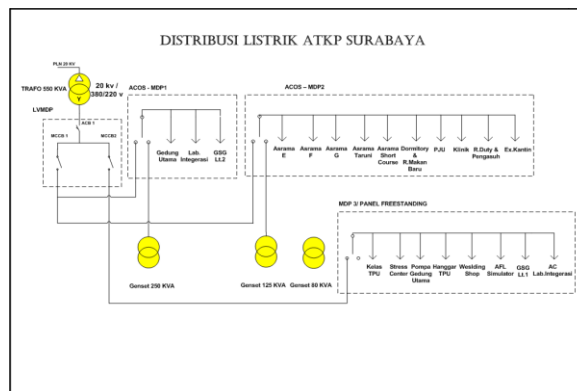 DISTRIBUSI LISTRIK ATKP SURABAYA
PLN 20 KV
TRAFO 550 KVA
20 kv /
380/220 v
LVMDP
ACB 1
MCCB 1
MCCB2
ACOS - MDP1
Gedung
Utama
Lab.
Integerasi
GSG
Lt.2
ACOS – MDP2
Asrama
E
Asrama
F
Asrama
G
Asrama
Taruni
Asrama
Short
Course
Dormitory
&
R.Makan
Baru
PJU
Klinik
R.Duty &
Pengasuh
Ex.Kantin
MDP 3/ PANEL FREESTANDING
Kelas
TPU
Stress
Center
Pompa
Gedung
Utama
Hanggar
TPU
Weslding
Shop
AFL
Simulator
GSG
Lt.1
AC
Lab.Integerasi
Genset 250 KVA
Genset 125 KVA
Genset 80 KVA